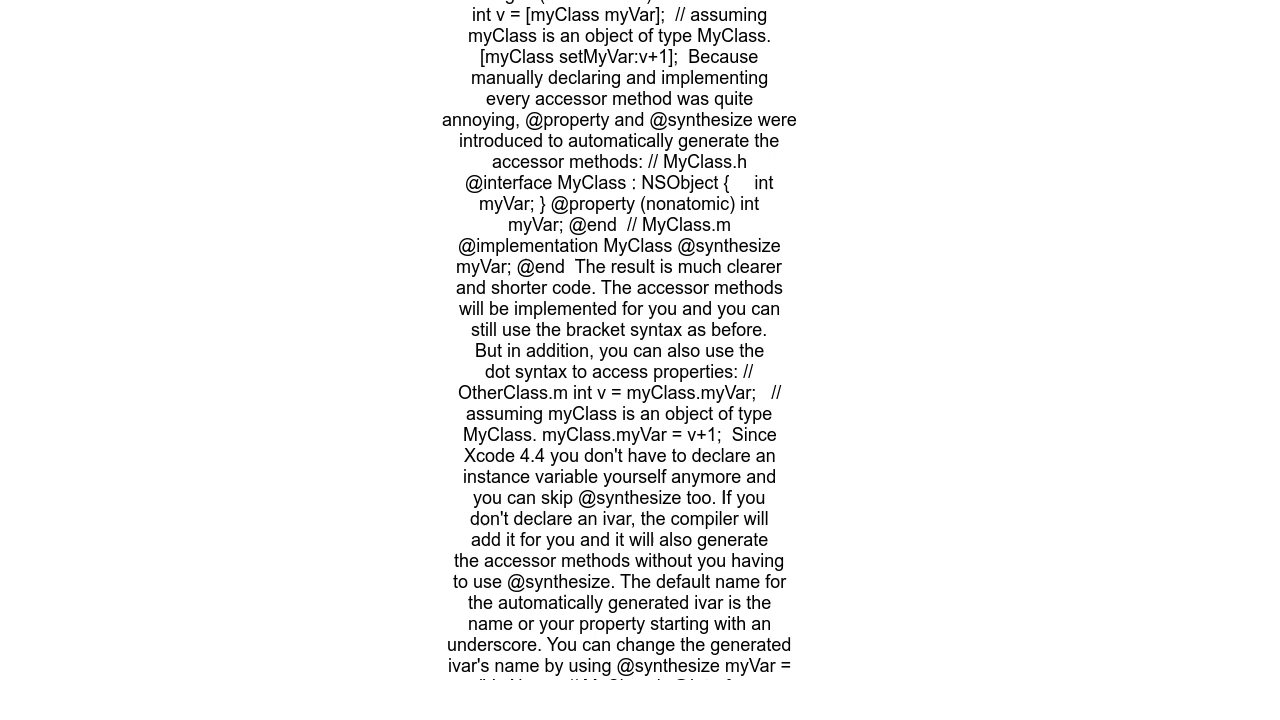 int v = [myClass myVar];  // assuming
myClass is an object of type MyClass.
[myClass setMyVar:v+1];  Because
manually declaring and implementing
every accessor method was quite
annoying, @property and @synthesize were
introduced to automatically generate the
accessor methods: // MyClass.h
@interface MyClass : NSObject {     int
myVar; } @property (nonatomic) int
myVar; @end  // MyClass.m
@implementation MyClass @synthesize
myVar; @end  The result is much clearer
and shorter code. The accessor methods
will be implemented for you and you can
still use the bracket syntax as before.
But in addition, you can also use the
dot syntax to access properties: //
OtherClass.m int v = myClass.myVar;   //
assuming myClass is an object of type
MyClass. myClass.myVar = v+1;  Since
Xcode 4.4 you don't have to declare an
instance variable yourself anymore and
you can skip @synthesize too. If you
don't declare an ivar, the compiler will
add it for you and it will also generate
the accessor methods without you having
to use @synthesize. The default name for
the automatically generated ivar is the
name or your property starting with an
underscore. You can change the generated
ivar's name by using @synthesize myVar =